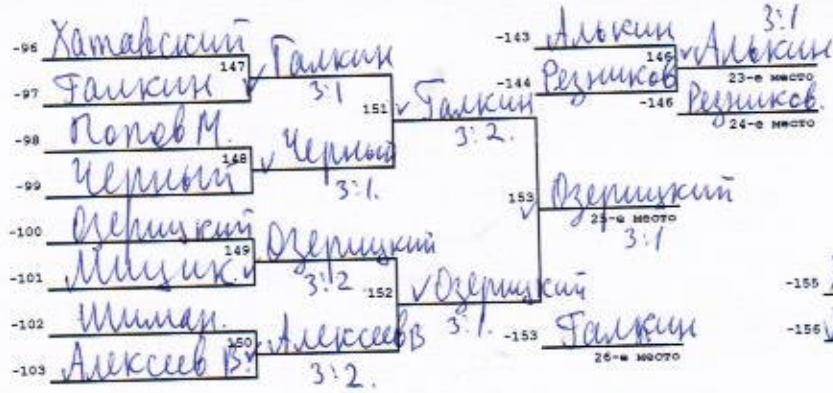 -96 Хатавский
147 Галкин
3:1
-97 Галкин
-98 Попов М.
148 Черный
3:1.
-99 Черный
151 Галкин
3:2.
-100 Озерицкий
149 Озерицкий
3:2
-101 Мицик.
-102 Шиман.
150 Алексеев В
3:2.
-103 Алексеев В.
152 Озерицкий
3:1.
153 Озерицкий
25-е место
3:1
-153 Галкин
26-е место
-143 Алькин
-144 Резников
3:1
146 Алькин
23-е место
-146 Резников.
24-е место
-155
-156